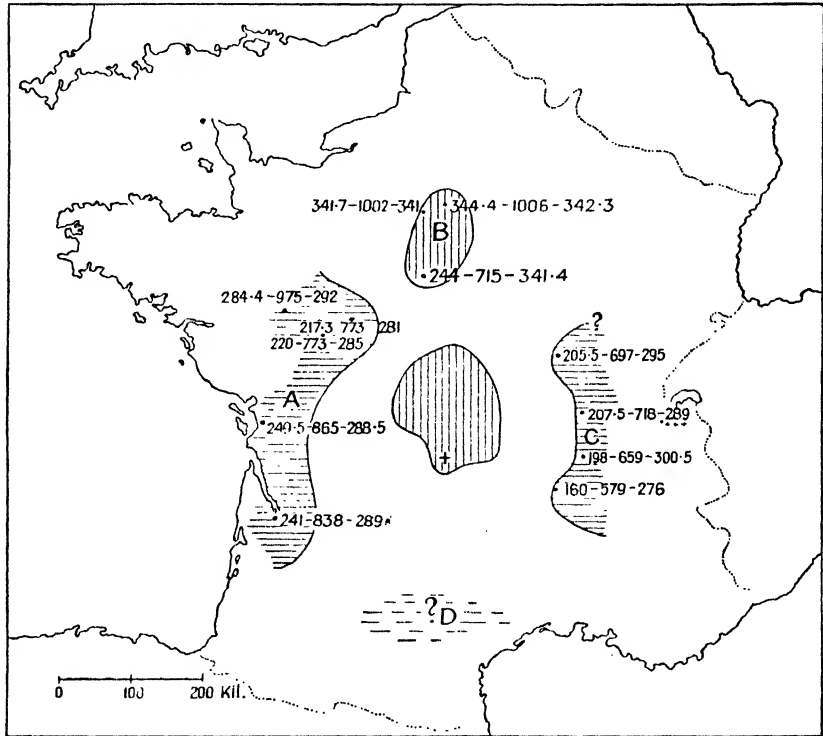 341·7-1002-341
344·4-1006-342·3
B
244-715-341·4
284·4-975-292
217·3 773 281
220-773-285
?
205·5-697-295
A
240·5-865-288·5
207·5-718-289
C
198-659-300·5
+
160-579-276
241-838-289
? D
0 100 200 Kil.